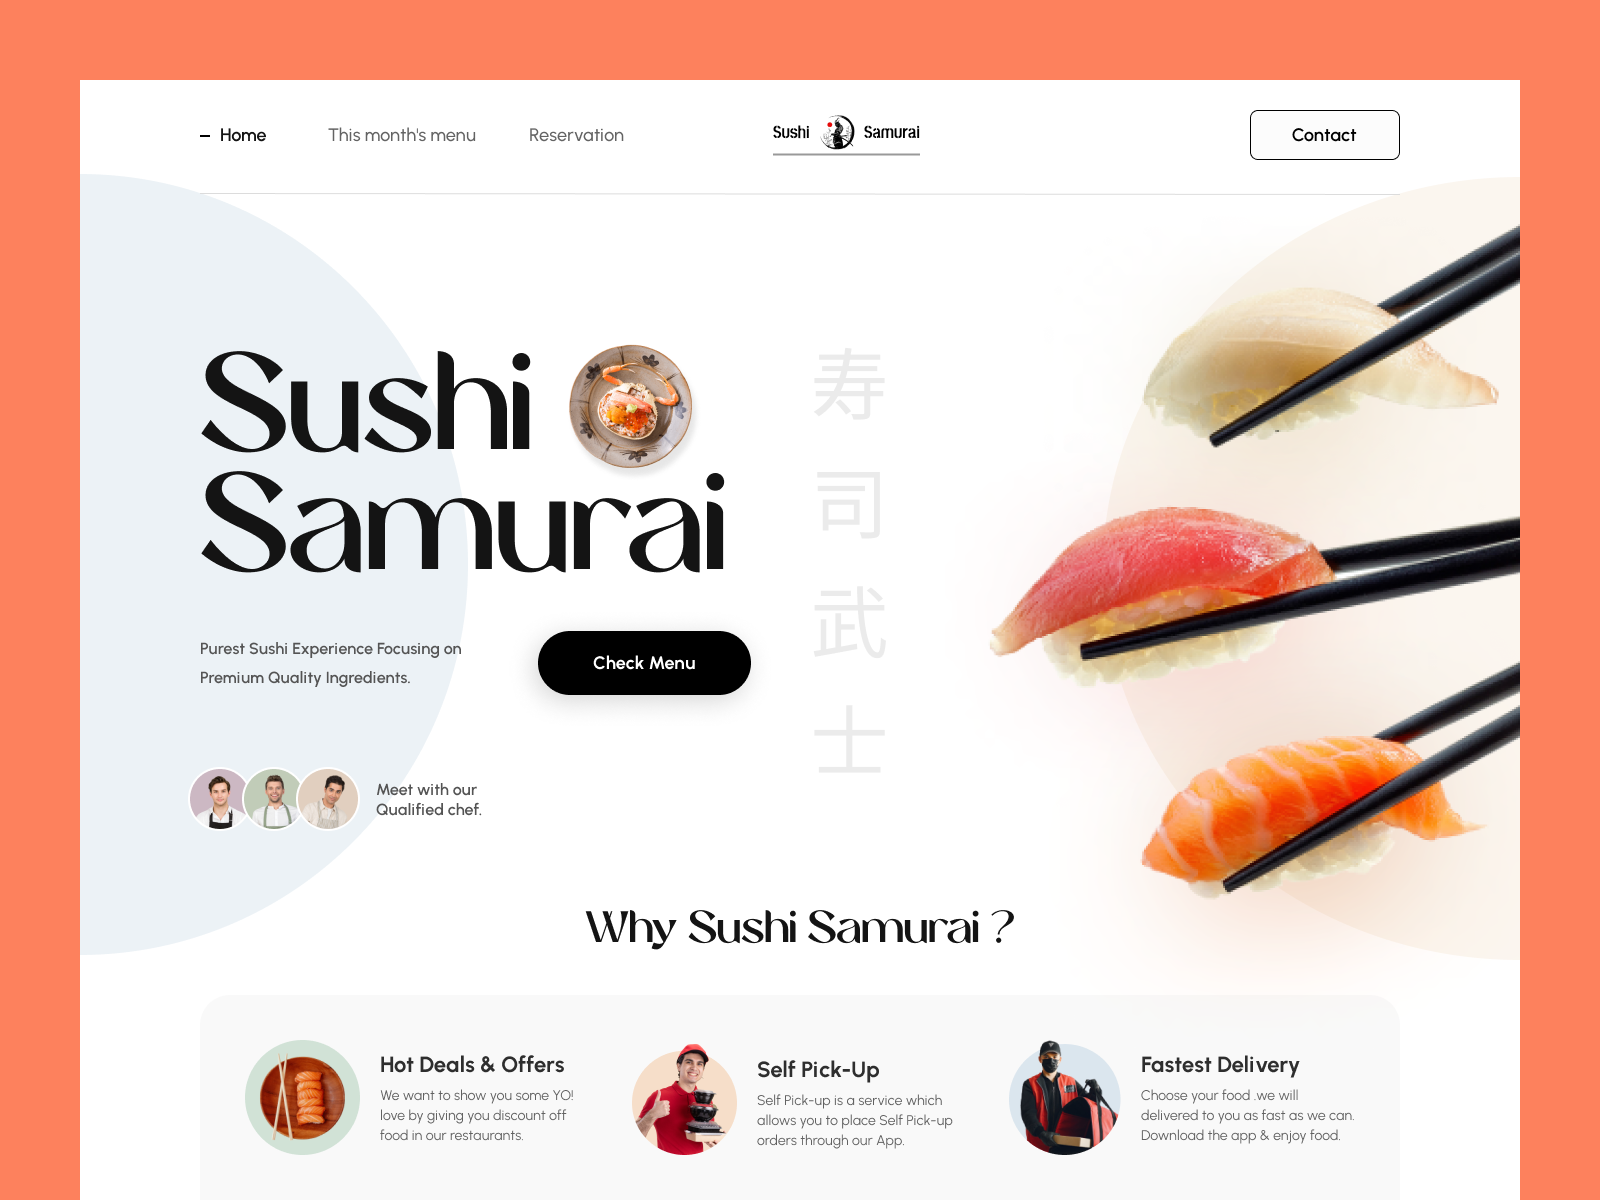 Home
This month's menu
Reservation
Sushi Samurai
Contact
Sushi
Samurai
寿
司
武
士
Purest Sushi Experience Focusing on
Premium Quality Ingredients.
Check Menu
Meet with our
Qualified chef.
Why Sushi Samurai ?
Hot Deals & Offers
We want to show you some YO!
love by giving you discount off
food in our restaurants.
Self Pick-Up
Self Pick-up is a service which
allows you to place Self Pick-up
orders through our App.
Fastest Delivery
Choose your food .we will
delivered to you as fast as we can.
Download the app & enjoy food.